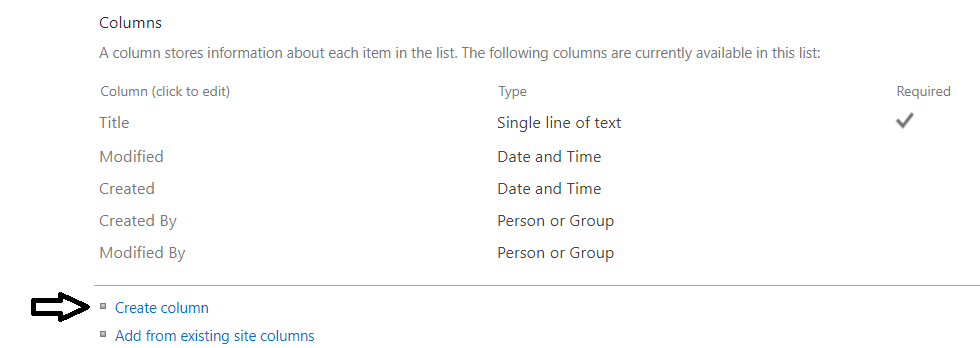 Columns
A column stores information about each item in the list. The following columns are currently available in this list:
Column (click to edit) Type Required
Title Single line of text
Modified Date and Time
Created Date and Time
Created By Person or Group
Modified By Person or Group
Create column
Add from existing site columns